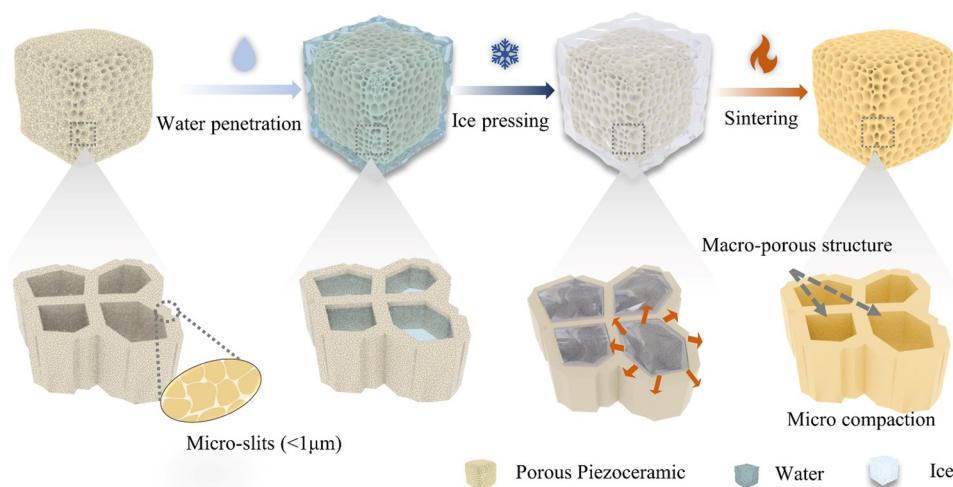 Water penetration
Ice pressing
Sintering
Macro-porous structure
Micro-slits (<1μm)
Micro compaction
Porous Piezoceramic
Water
Ice